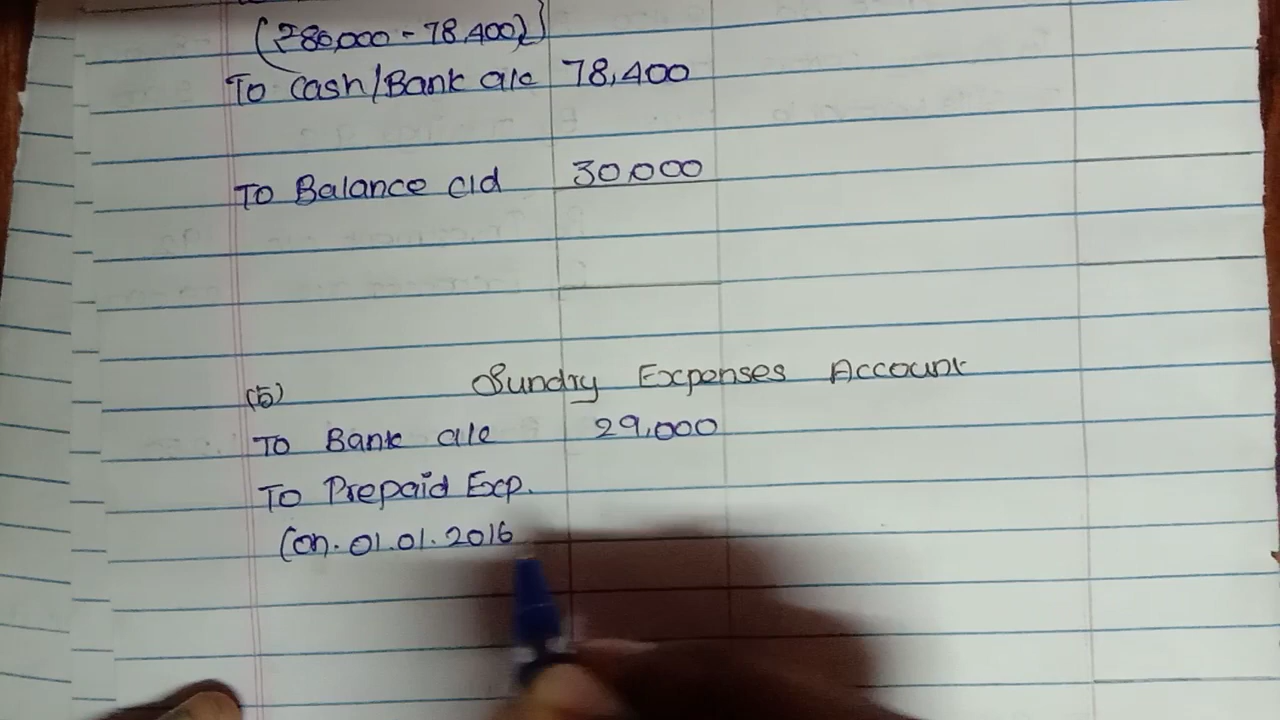 (₹80,000 - 78,400)}
To Cash/Bank a/c 78,400
To Balance c/d 30,000
(5) Sundry Expenses Account
To Bank a/c 29,000
To Prepaid Exp.
(on. 01.01.2016